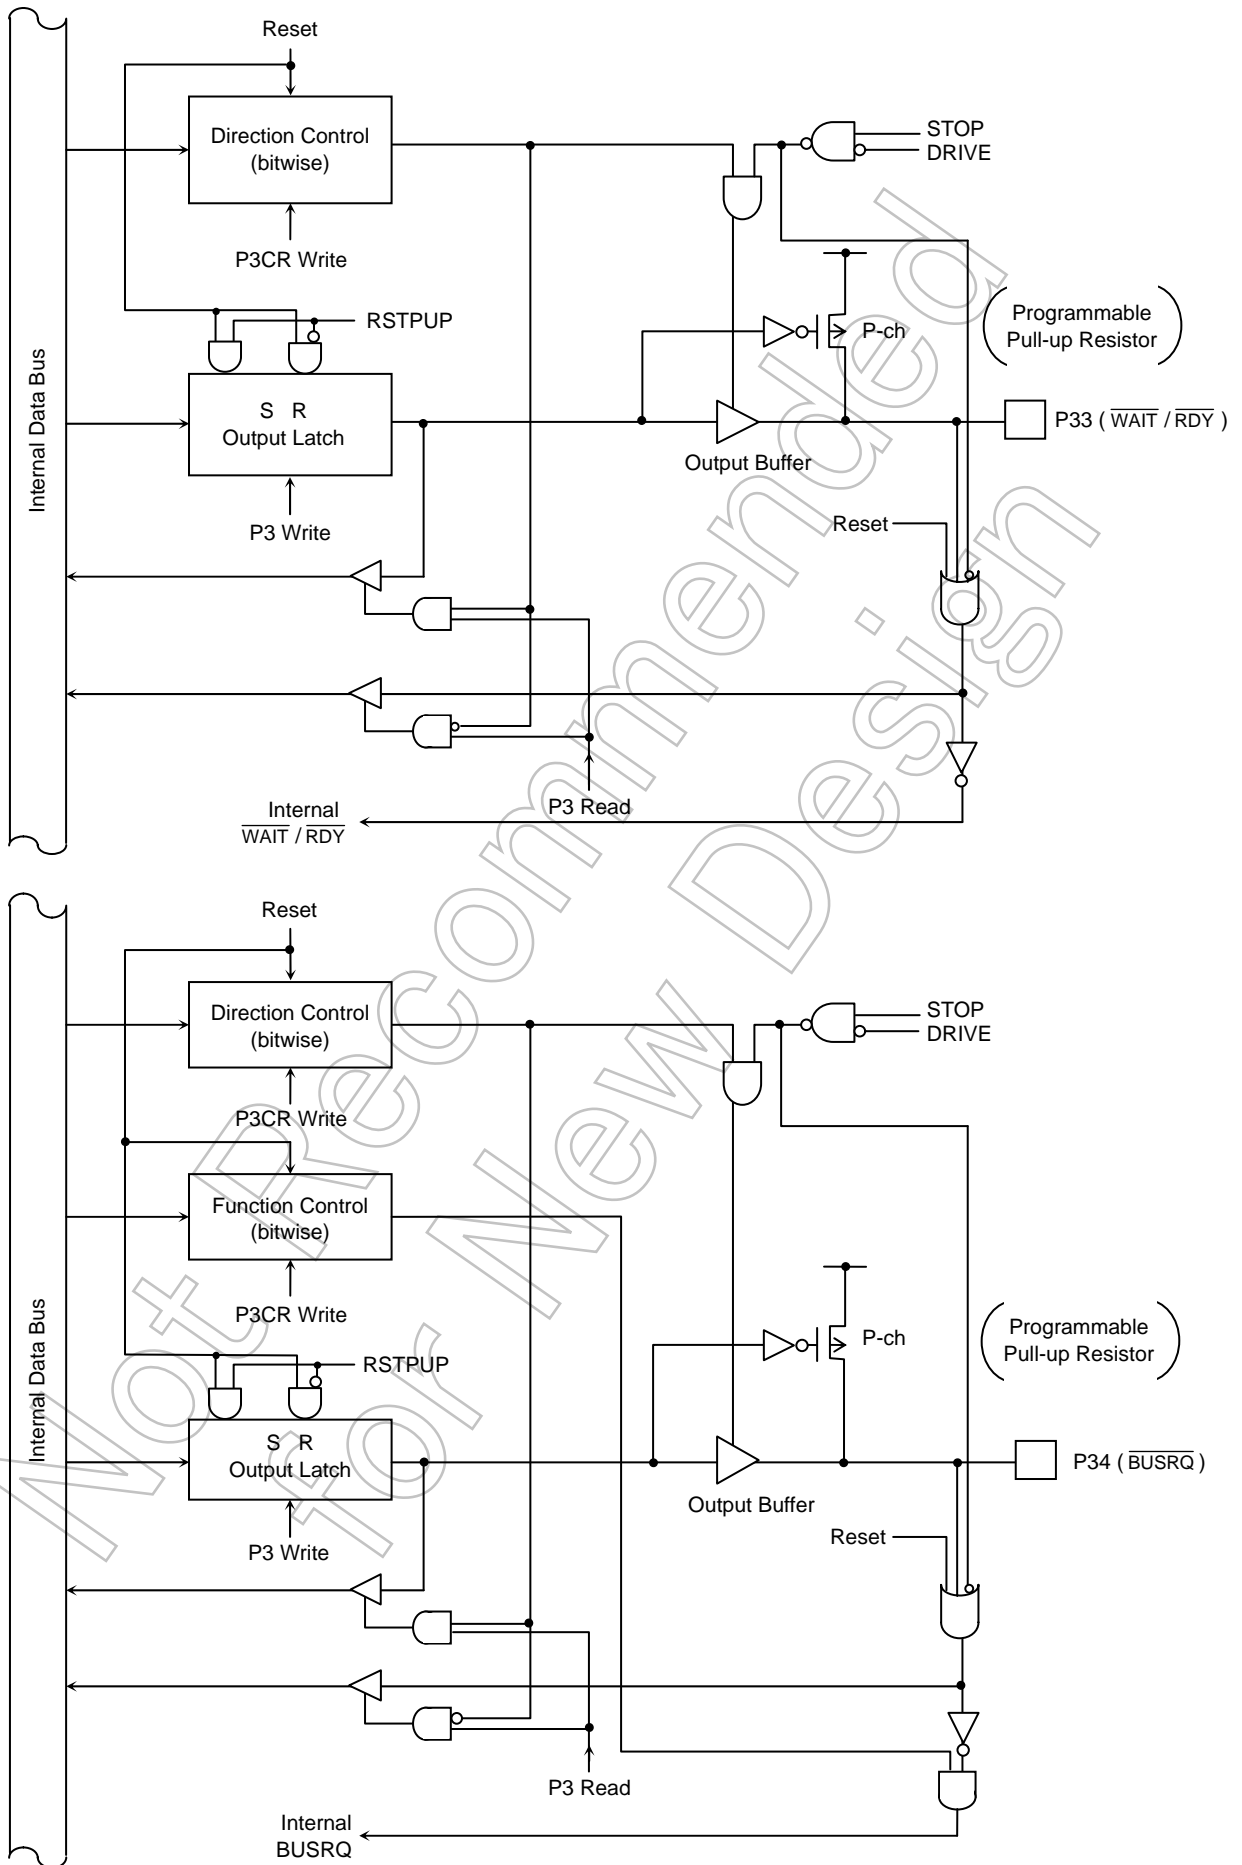 Reset
Direction Control
(bitwise)
STOP
DRIVE
P3CR Write
RSTPUP
P-ch
Programmable
Pull-up Resistor
Internal Data Bus
S R
Output Latch
P33 ( WAIT / RDY )
Output Buffer
P3 Write
Reset
P3 Read
Internal
WAIT / RDY
Reset
Direction Control
(bitwise)
STOP
DRIVE
P3CR Write
Function Control
(bitwise)
P3CR Write
RSTPUP
P-ch
Programmable
Pull-up Resistor
Internal Data Bus
S R
Output Latch
P34 ( BUSRQ )
Output Buffer
P3 Write
Reset
P3 Read
Internal
BUSRQ
Not Recommended
for New Design